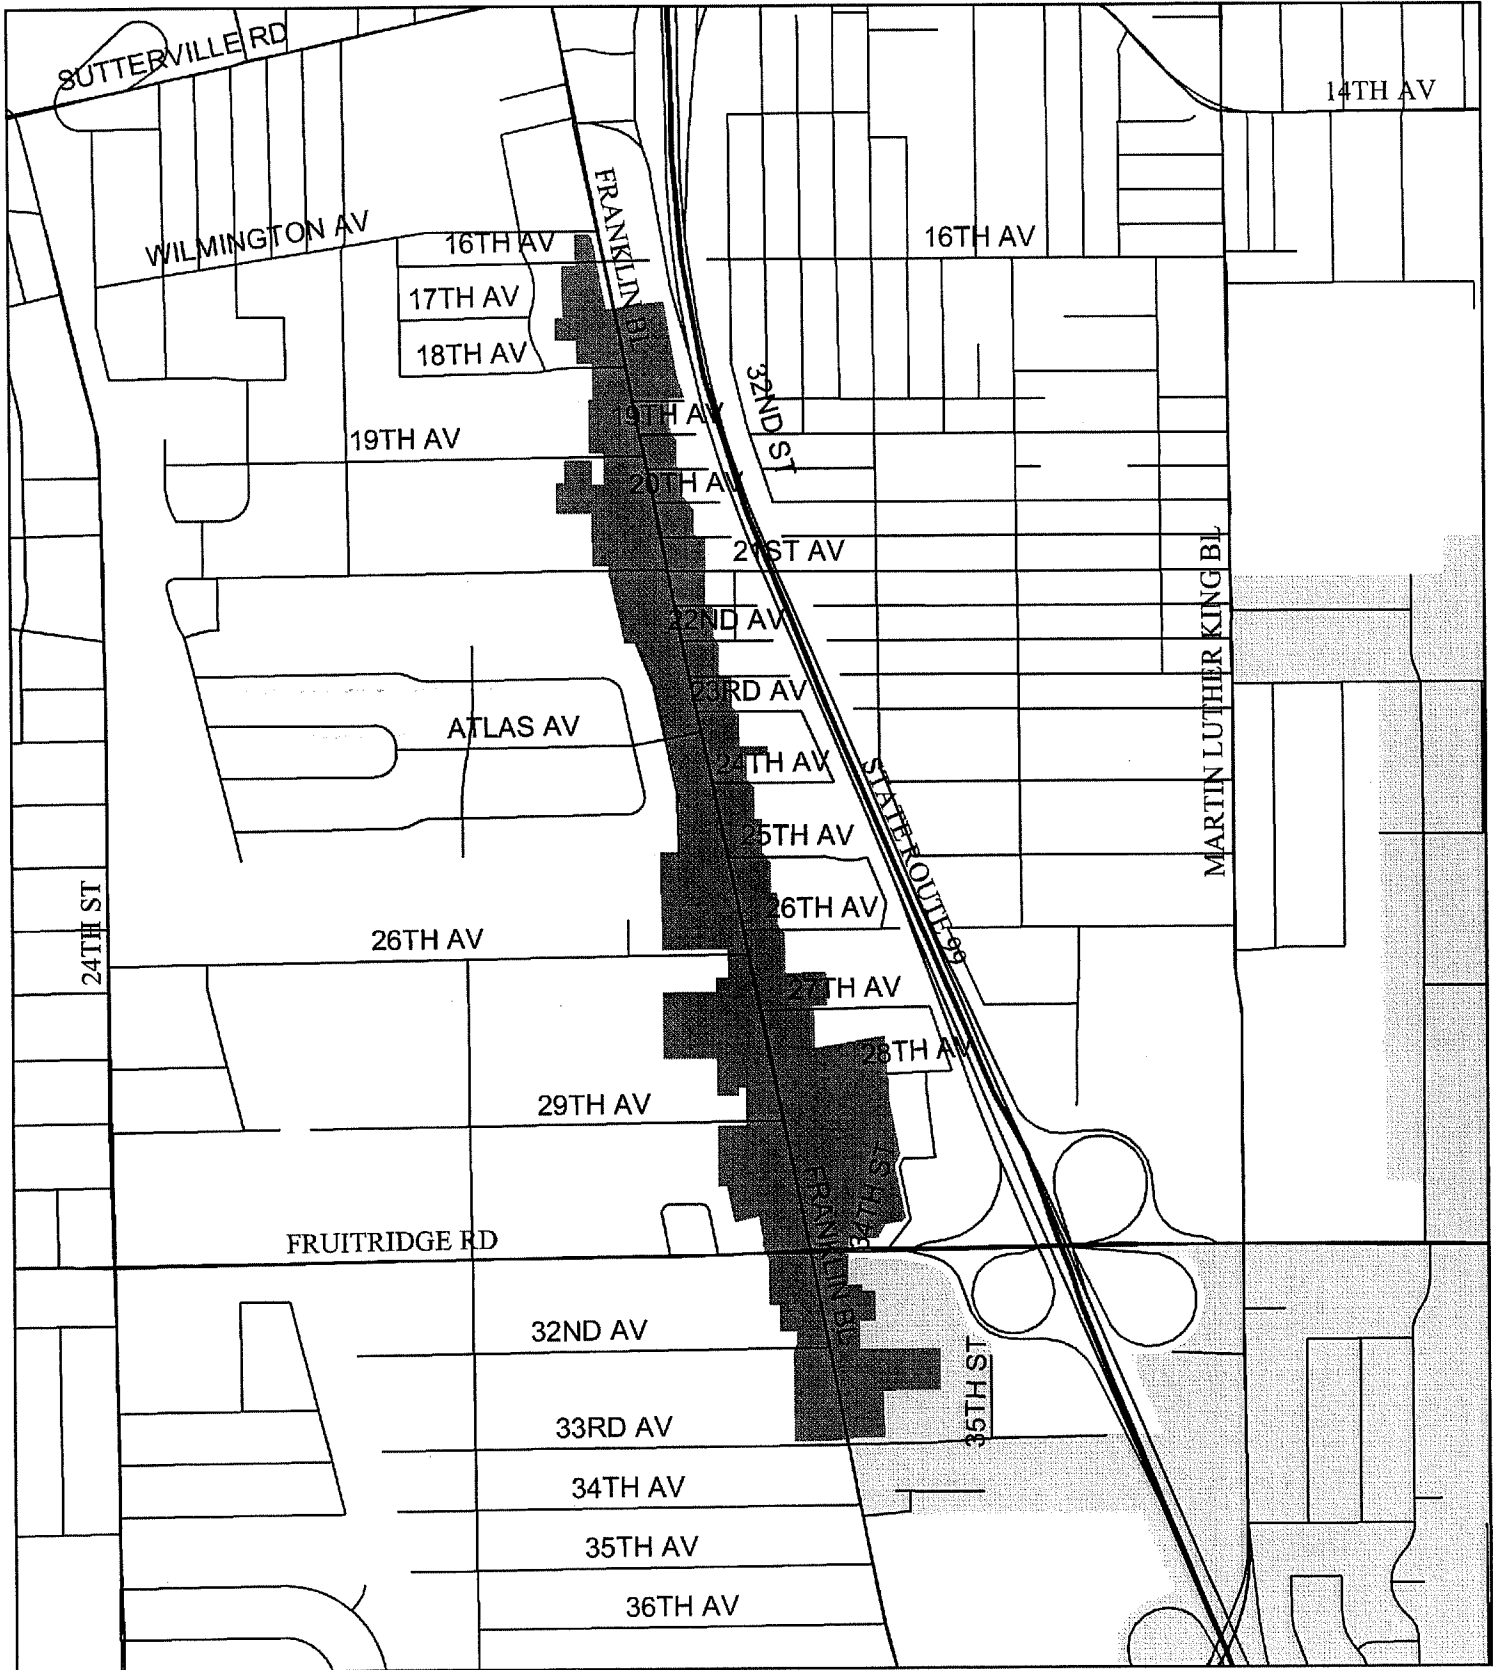 SUTTERVILLE RD
14TH AV
FRANKLIN BL
WILMINGTON AV
16TH AV
16TH AV
17TH AV
18TH AV
32ND ST
19TH AV
19TH AV
20TH AV
21ST AV
MARTIN LUTHER KING BL
22ND AV
23RD AV
ATLAS AV
24TH AV
STATE ROUTE 99
25TH AV
24TH ST
26TH AV
26TH AV
27TH AV
28TH AV
29TH AV
34TH ST
FRANKLIN BL
FRUITRIDGE RD
32ND AV
35TH ST
33RD AV
34TH AV
35TH AV
36TH AV